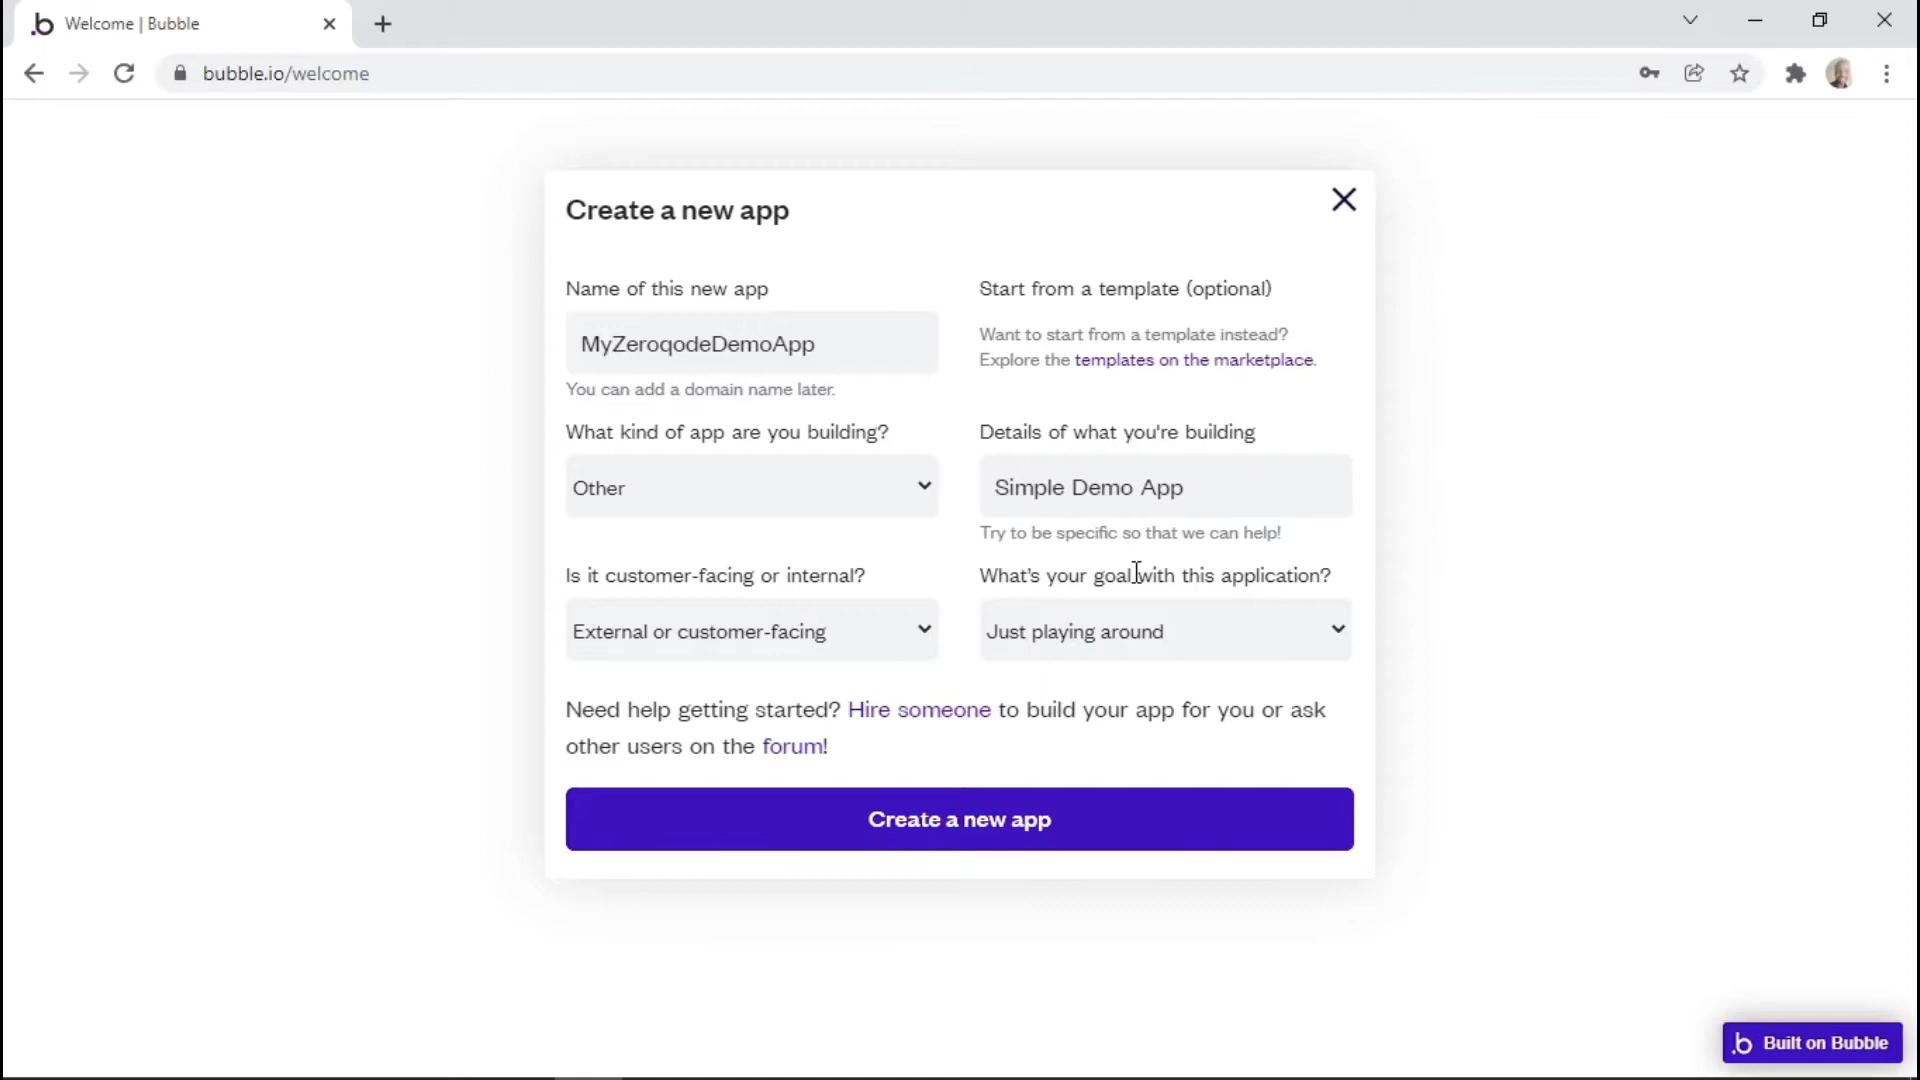 Welcome | Bubble
bubble.io/welcome
Create a new app
Name of this new app
MyZeroqodeDemoApp
You can add a domain name later.
Start from a template (optional)
Want to start from a template instead?
Explore the templates on the marketplace.
What kind of app are you building?
Other
Details of what you're building
Simple Demo App
Try to be specific so that we can help!
Is it customer-facing or internal?
External or customer-facing
What's your goal with this application?
Just playing around
Need help getting started? Hire someone to build your app for you or ask
other users on the forum!
Create a new app
Built on Bubble